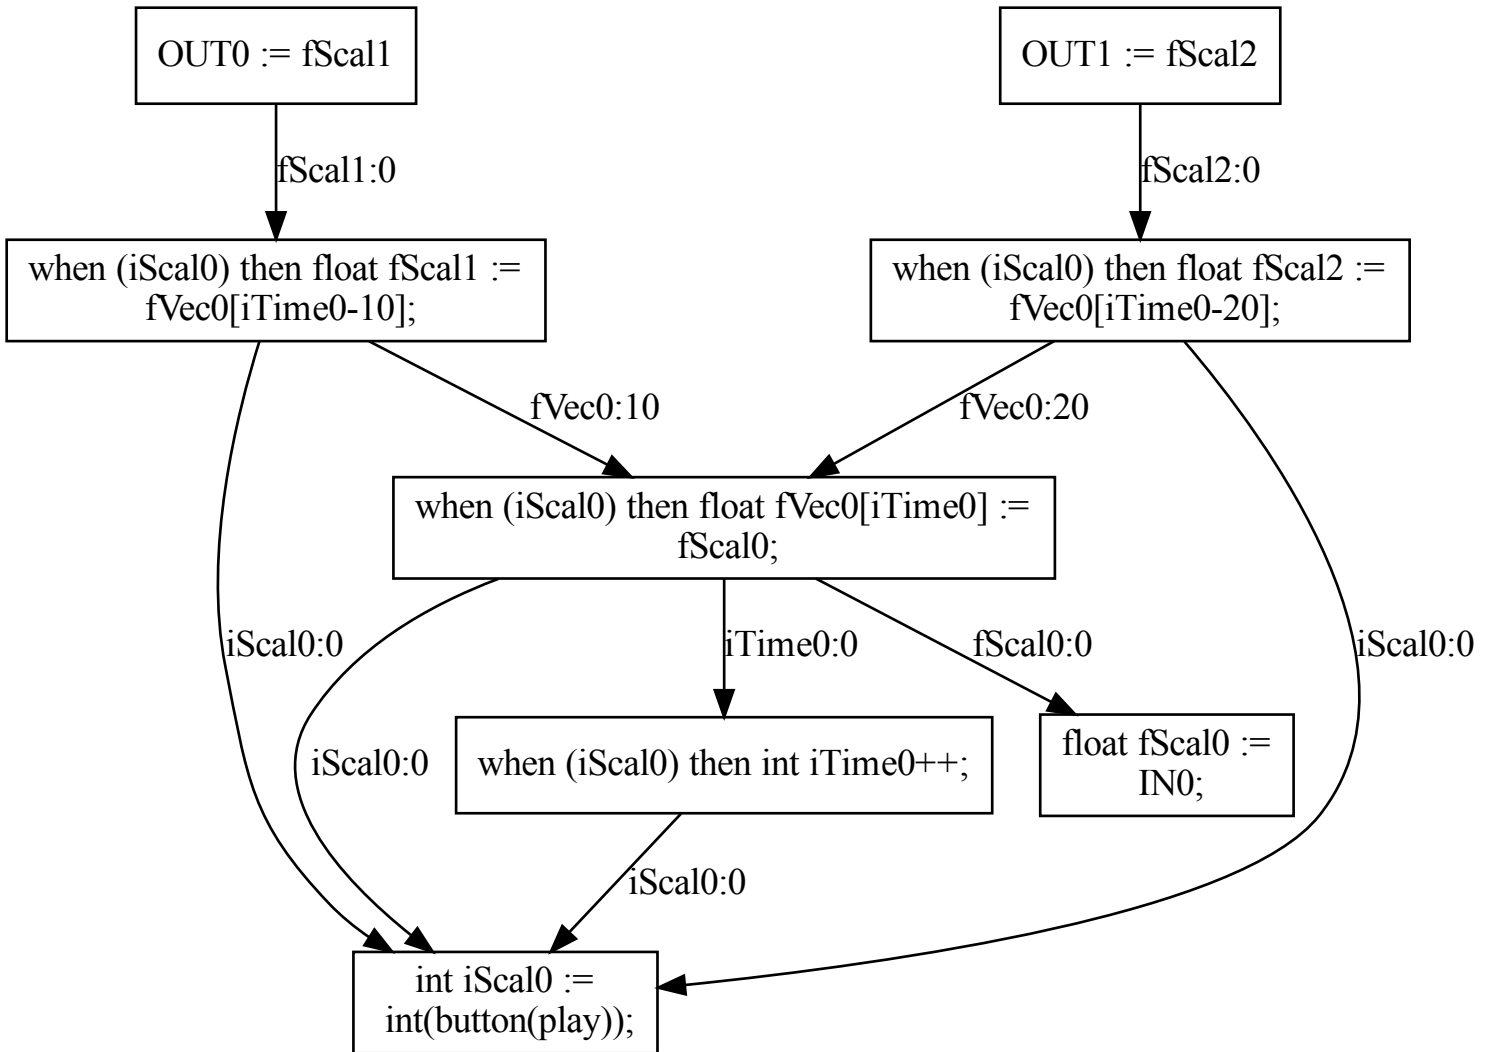 OUT0 := fScal1
OUT1 := fScal2
fScal1:0
fScal2:0
when (iScal0) then float fScal1 :=
fVec0[iTime0-10];
when (iScal0) then float fScal2 :=
fVec0[iTime0-20];
fVec0:10
fVec0:20
when (iScal0) then float fVec0[iTime0] :=
fScal0;
iScal0:0
iTime0:0
fScal0:0
iScal0:0
iScal0:0
when (iScal0) then int iTime0++;
float fScal0 :=
IN0;
iScal0:0
int iScal0 :=
int(button(play));